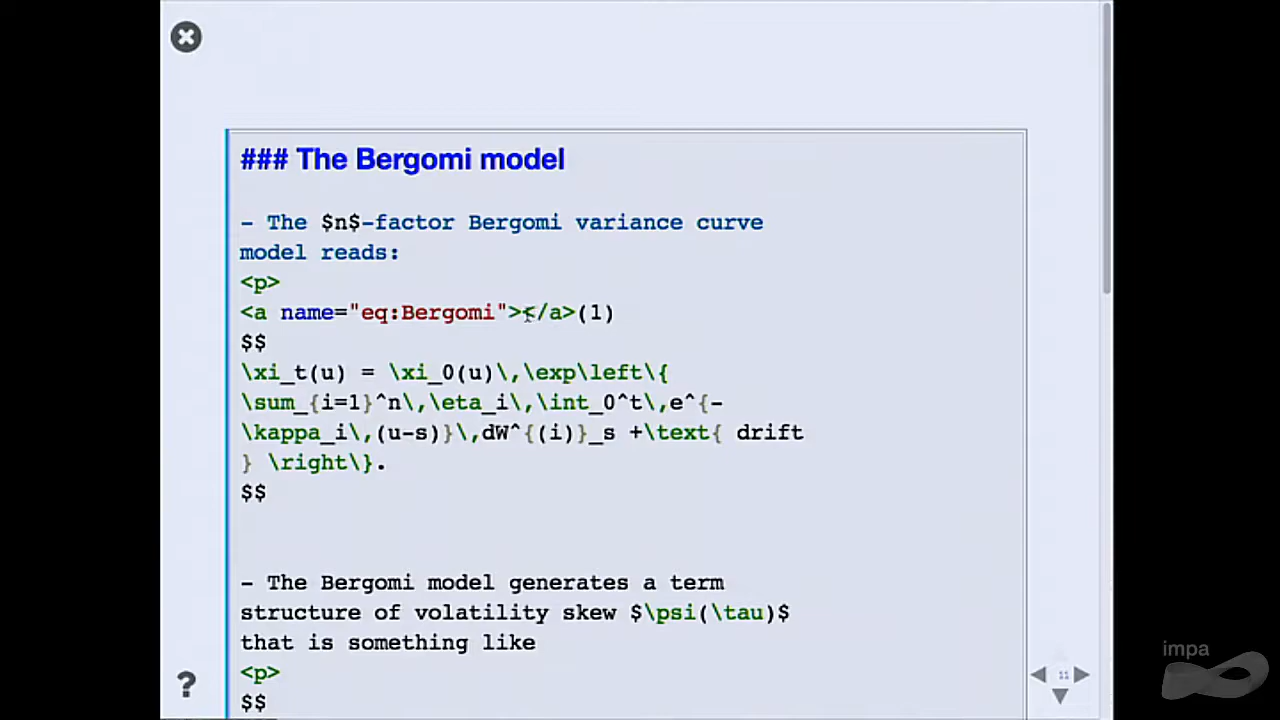 ### The Bergomi model
- The $n$-factor Bergomi variance curve
model reads:
<p>
<a name="eq:Bergomi"></a>(1)
$$
\xi_t(u) = \xi_0(u)\,\exp\left\{
\sum_{i=1}^n\,\eta_i\,\int_0^t\,e^{-
\kappa_i\,(u-s)}\,dW^{(i)}_s +\text{ drift
} \right\}.
$$
- The Bergomi model generates a term
structure of volatility skew $\psi(\tau)$
that is something like
<p>
$$
?
11
impa